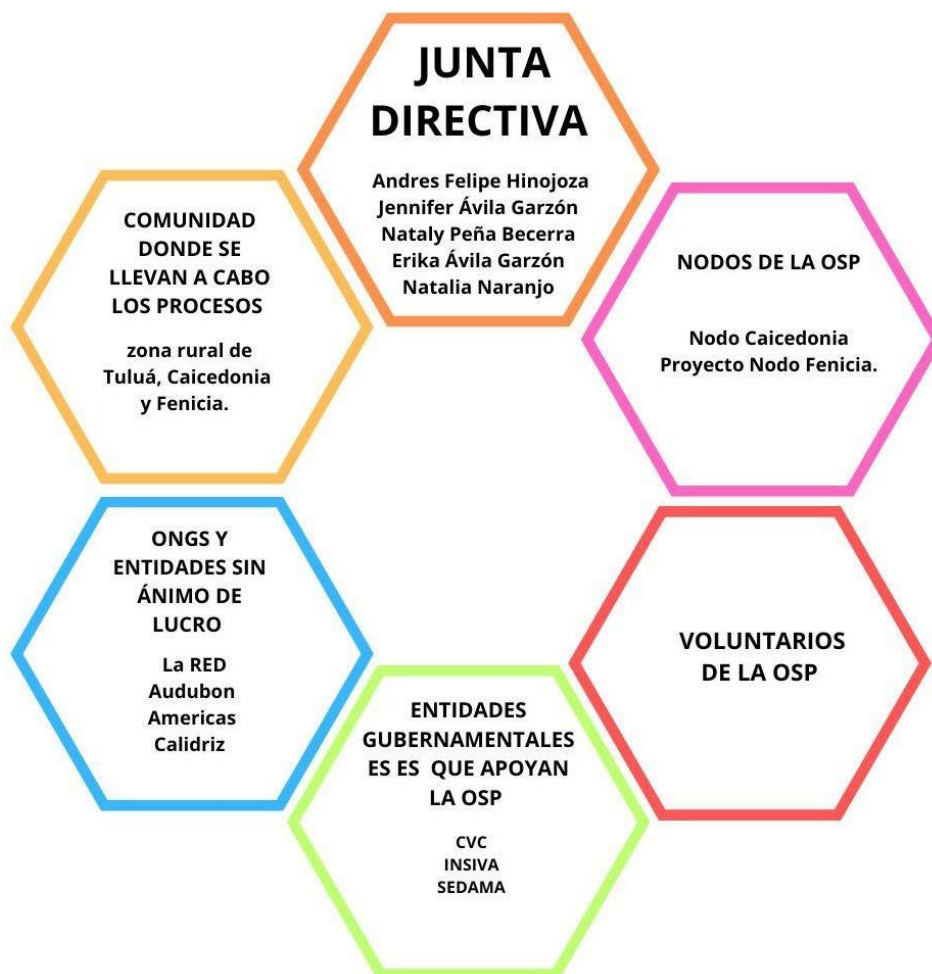 JUNTA
DIRECTIVA
Andres Felipe Hinojoza
Jennifer Ávila Garzón
Nataly Peña Becerra
Erika Ávila Garzón
Natalia Naranjo
COMUNIDAD
DONDE SE
LLEVAN A CABO
LOS PROCESOS
zona rural de
Tuluá, Caicedonia
y Fenicia.
NODOS DE LA OSP
Nodo Caicedonia
Proyecto Nodo Fenicia.
ONGS Y
ENTIDADES SIN
ÁNIMO DE
LUCRO
La RED
Audubon
Americas
Calidriz
VOLUNTARIOS
DE LA OSP
ENTIDADES
GUBERNAMENTALES
ES ES QUE APOYAN
LA OSP
CVC
INSIVA
SEDAMA